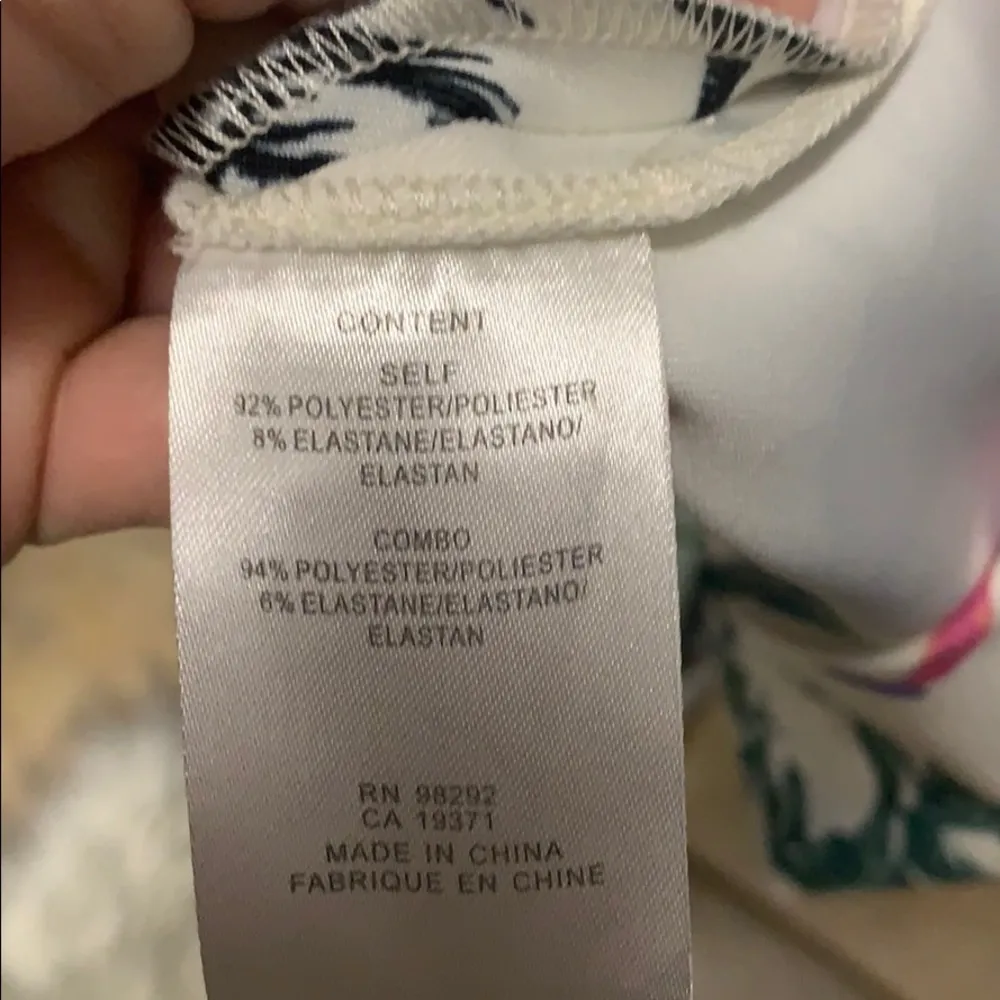 CONTENT
SELF
92% POLYESTER/POLIESTER
8% ELASTANE/ELASTANO/
ELASTAN
COMBO
94% POLYESTER/POLIESTER
6% ELASTANE/ELASTANO/
ELASTAN
RN 98292
CA 19371
MADE IN CHINA
FABRIQUE EN CHINE